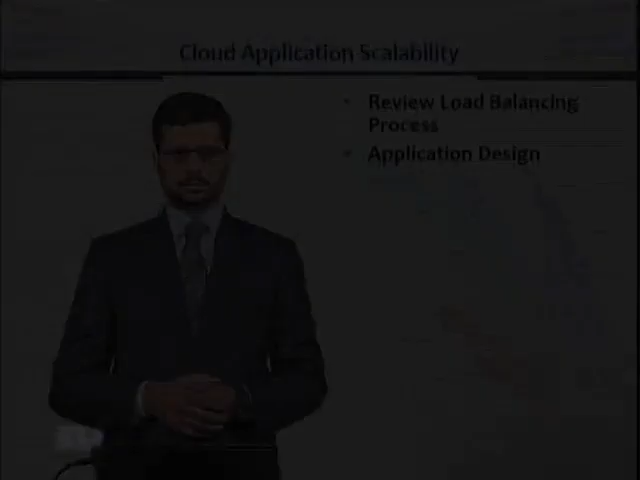 Cloud Application Scalability
• Review Load Balancing
Process
• Application Design